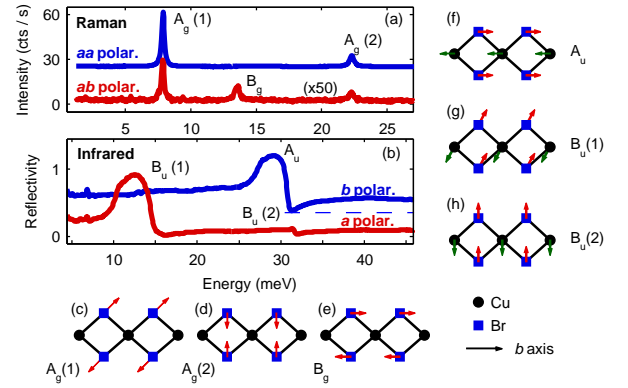 Raman
(a)
A_g (1)
60
aa polar.
A_g (2)
30
ab polar.
B_g
(x50)
0
Intensity (cts / s)
5
10
15
20
25
Infrared
(b)
B_u (1)
A_u
1
b polar.
B_u (2)
a polar.
0
Reflectivity
10
20
30
40
Energy (meV)
(c)
(d)
(e)
A_g(1)
A_g(2)
B_g
(f)
A_u
(g)
B_u(1)
(h)
B_u(2)
Cu
Br
b axis